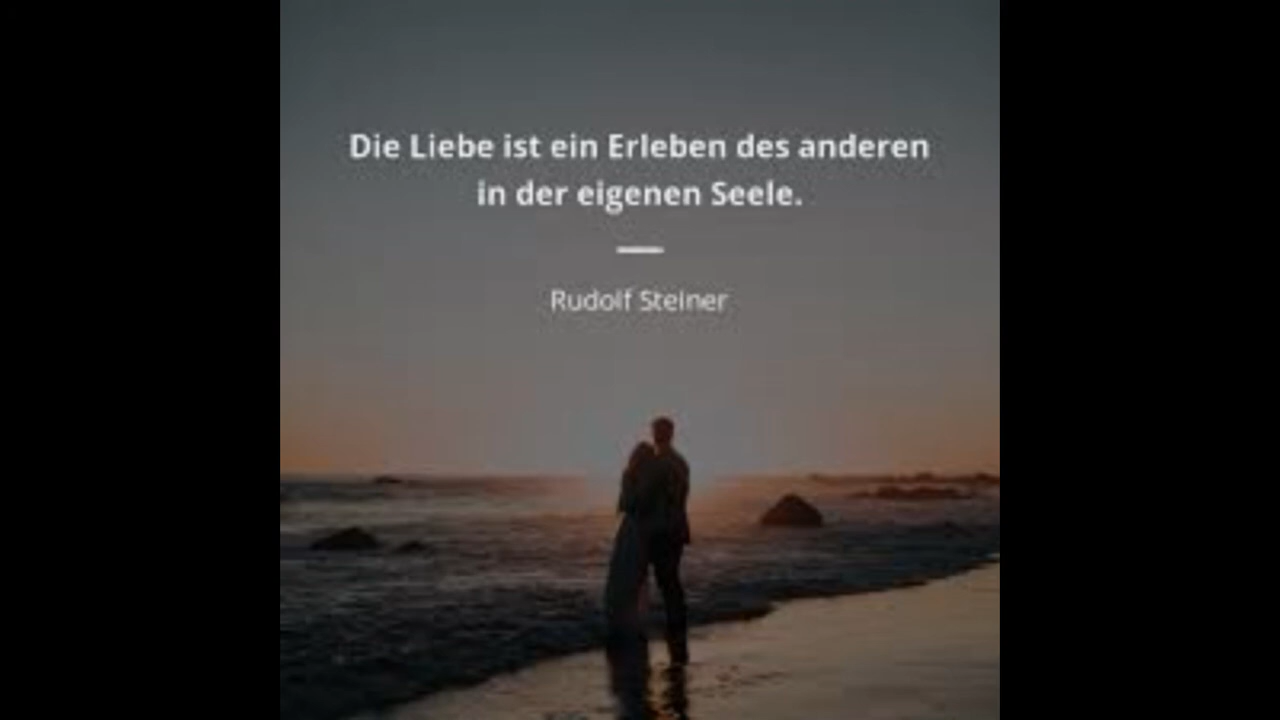 Die Liebe ist ein Erleben des anderen
in der eigenen Seele.
Rudolf Steiner